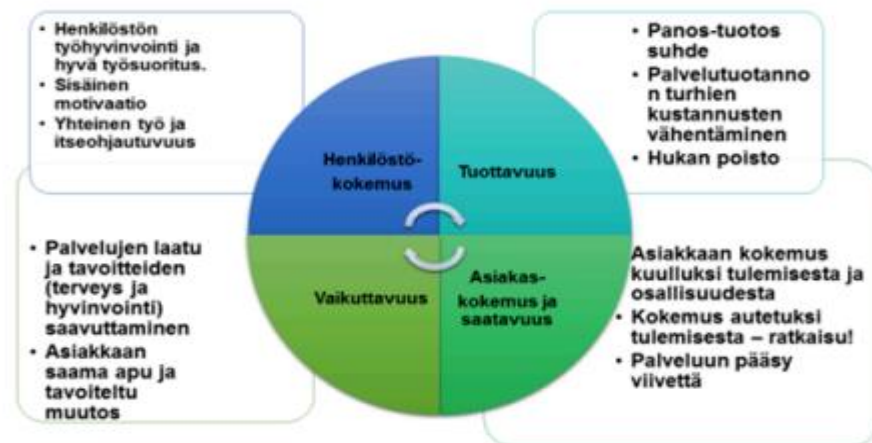 • Henkilöstön
työhyvinvointi ja
hyvä työsuoritus.
• Sisäinen
motivaatio
• Yhteinen työ ja
itseohjautuvuus
• Panos-tuotos
suhde
• Palvelutuotanno
n turhien
kustannusten
vähentäminen
• Hukan poisto
Henkilöstö-
kokemus
Tuottavuus
Vaikuttavuus
Asiakas-
kokemus ja
saatavuus
• Palvelujen laatu
ja tavoitteiden
(terveys ja
hyvinvointi)
saavuttaminen
• Asiakkaan
saama apu ja
tavoiteltu
muutos
Asiakkaan kokemus
kuulluksi tulemisesta ja
osallisuudesta
• Kokemus autetuksi
tulemisesta – ratkaisu!
• Palveluun pääsy
viivettä